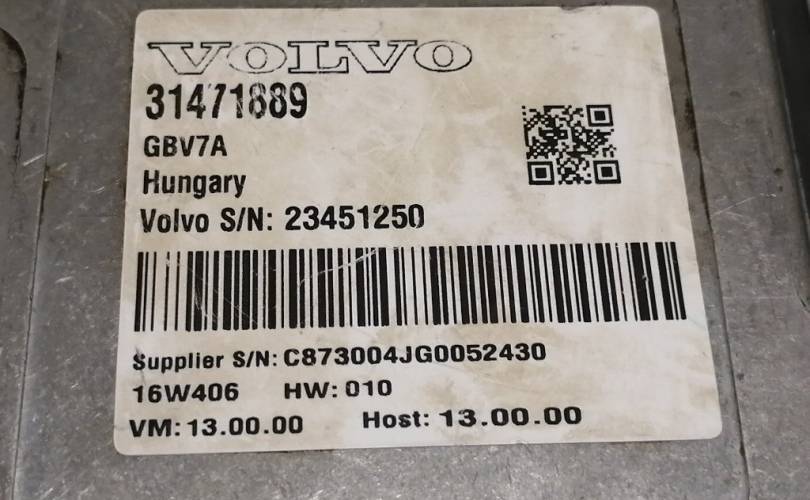 VOLVO
31471889
GBV7A
Hungary
Volvo S/N: 23451250
Supplier S/N: C873004JG0052430
16W406 HW: 010
VM: 13.00.00 Host: 13.00.00